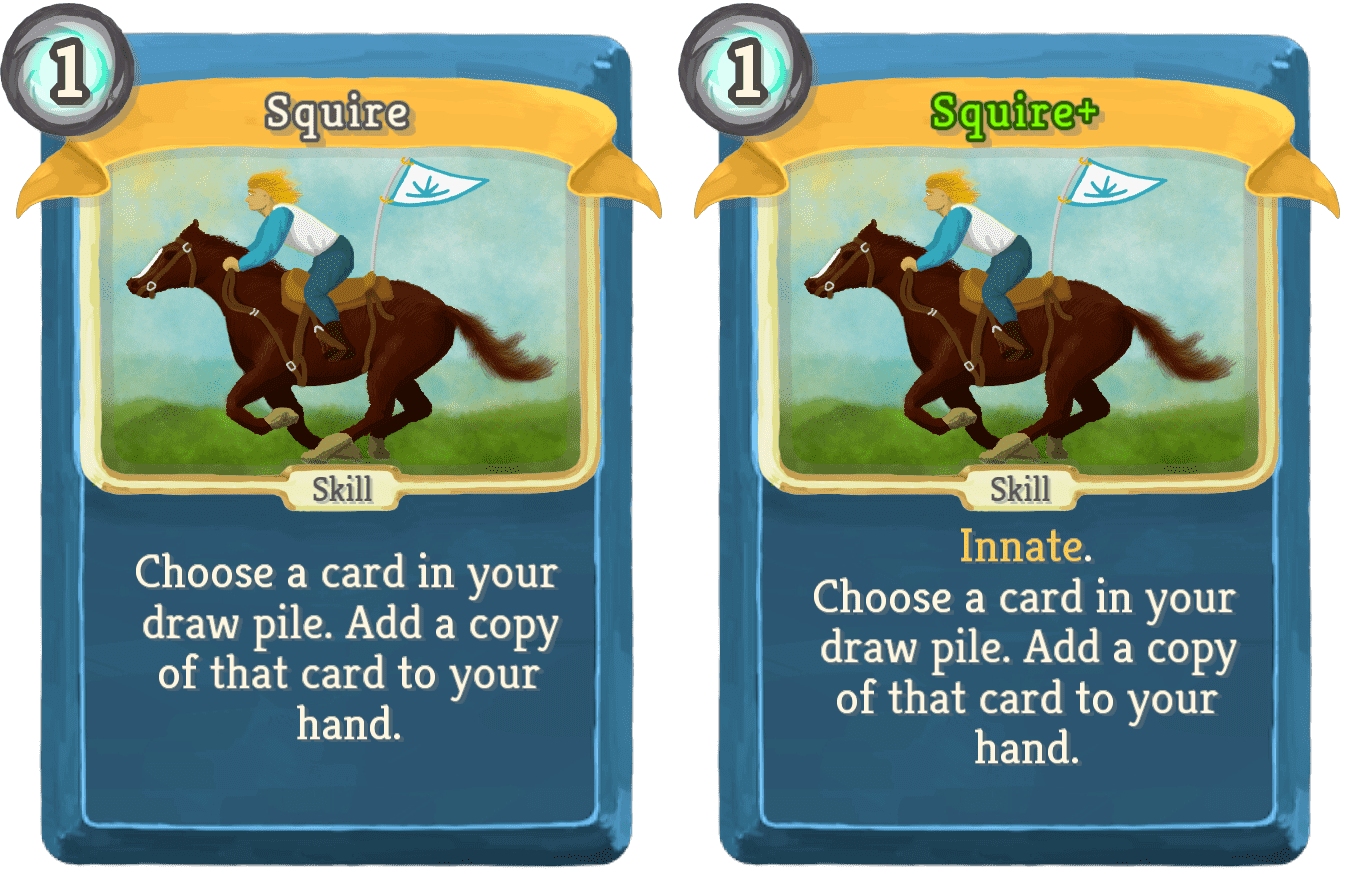 1
Squire
Skill
Choose a card in your
draw pile. Add a copy
of that card to your
hand.
1
Squire+
Skill
Innate.
Choose a card in your
draw pile. Add a copy
of that card to your
hand.